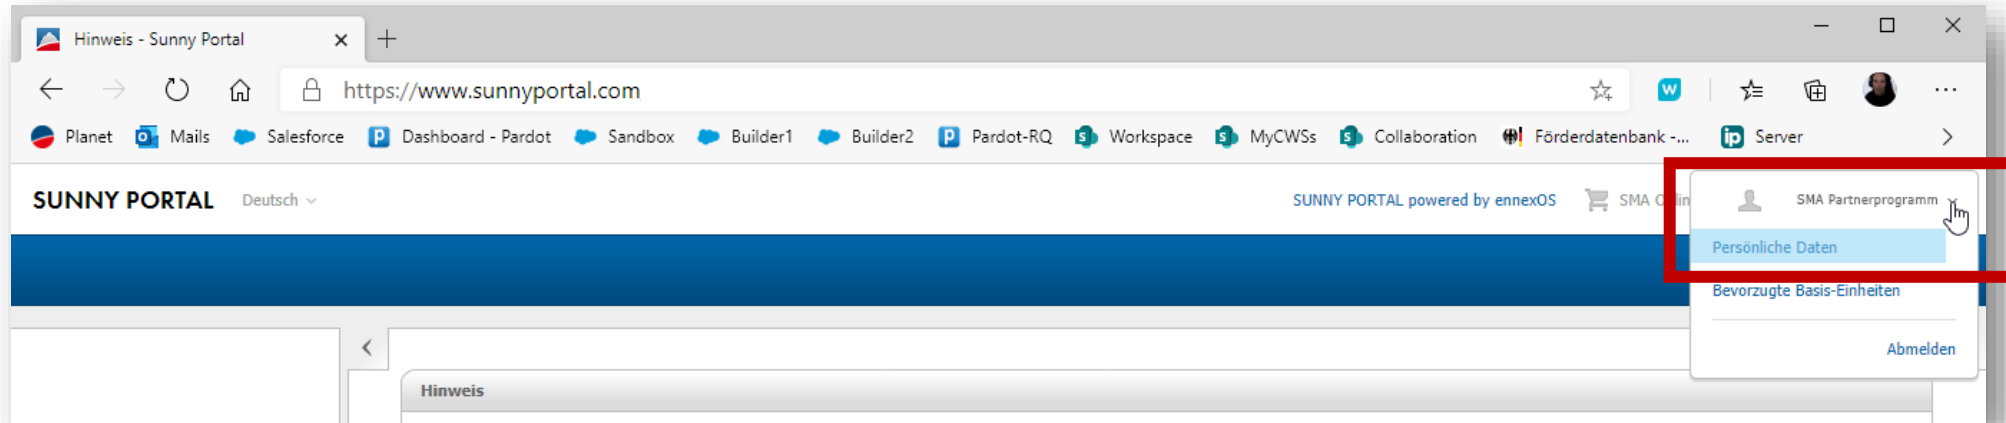 Hinweis - Sunny Portal
https://www.sunnyportal.com
Planet Mails Salesforce Dashboard - Pardot Sandbox Builder1 Builder2 Pardot-RQ Workspace MyCWSs Collaboration Förderdatenbank -... Server
SUNNY PORTAL Deutsch SUNNY PORTAL powered by ennexOS SMA SMA Partnerprogramm
Persönliche Daten
Bevorzugte Basis-Einheiten
Abmelden
Hinweis